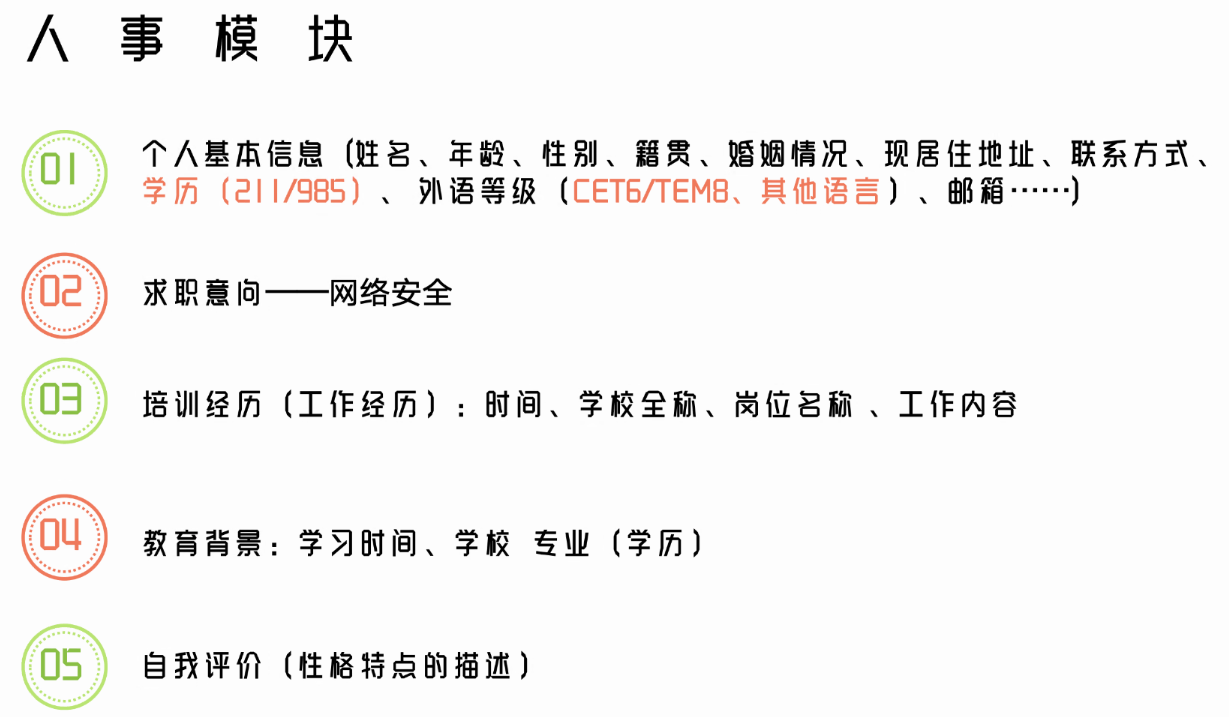 人 事 模 块
01
个人基本信息（姓名、年龄、性别、籍贯、婚姻情况、现居住地址、联系方式、
学历（211/985）、 外语等级（CET6/TEM8、其他语言）、邮箱……）
02
求职意向——网络安全
03
培训经历（工作经历）：时间、学校全称、岗位名称 、工作内容
04
教育背景：学习时间、学校 专业（学历）
05
自我评价（性格特点的描述）